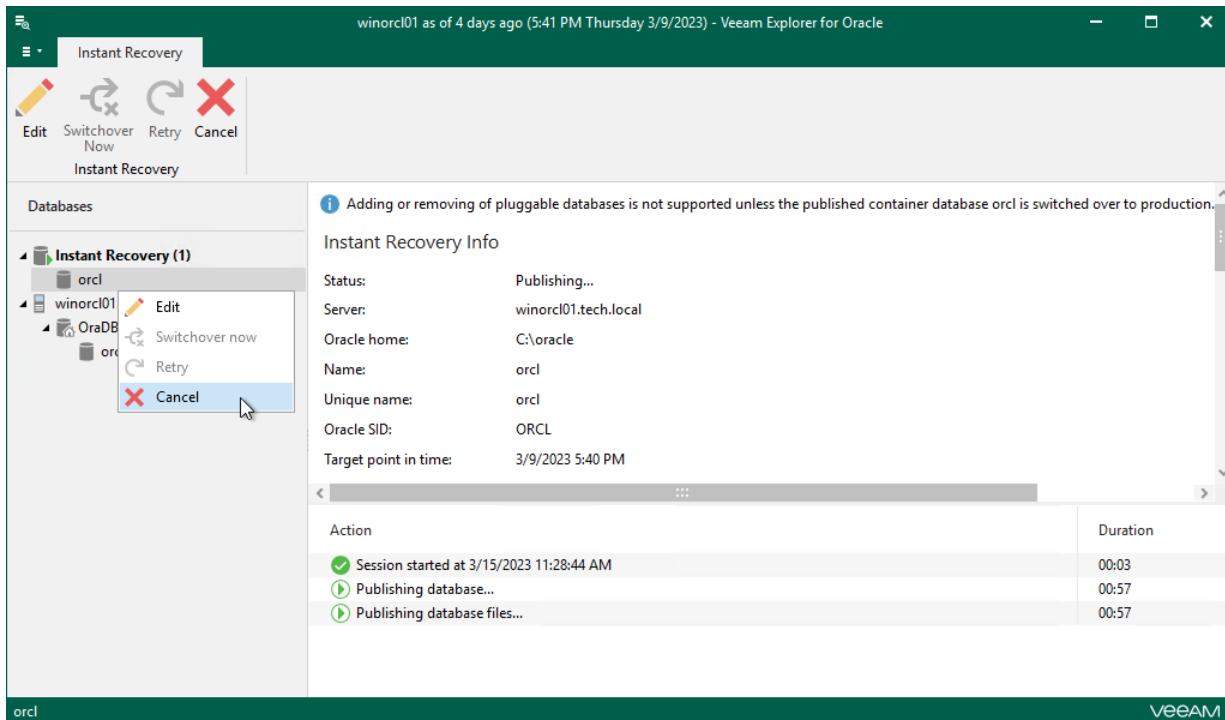 winorcl01 as of 4 days ago (5:41 PM Thursday 3/9/2023) - Veeam Explorer for Oracle
Instant Recovery
Edit
Switchover Now
Retry
Cancel
Instant Recovery
Databases
Instant Recovery (1)
orcl
winorcl01
OraDB
Edit
Switchover now
Retry
Cancel
Adding or removing of pluggable databases is not supported unless the published container database orcl is switched over to production.
Instant Recovery Info
Status: Publishing...
Server: winorcl01.tech.local
Oracle home: C:\oracle
Name: orcl
Unique name: orcl
Oracle SID: ORCL
Target point in time: 3/9/2023 5:40 PM
Action Duration
Session started at 3/15/2023 11:28:44 AM 00:03
Publishing database... 00:57
Publishing database files... 00:57
orcl
VEEAM